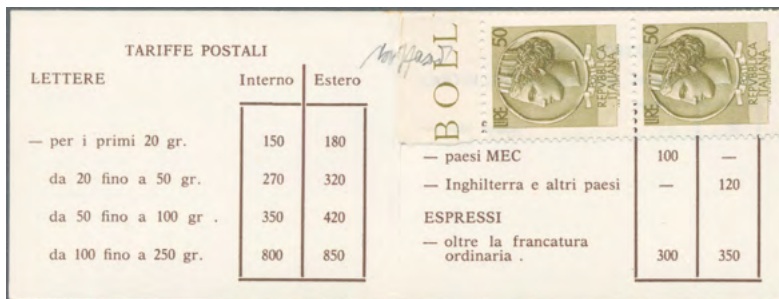 TARIFFE POSTALI
LETTERE Interno Estero
— per i primi 20 gr. 150 180
da 20 fino a 50 gr. 270 320
da 50 fino a 100 gr . 350 420
da 100 fino a 250 gr. 800 850
BOLL
LIRE 50
REPVBBLICA
ITALIANA
LIRE 50
REPVBBLICA
ITALIANA
— paesi MEC 100 —
— Inghilterra e altri paesi — 120
ESPRESSI
— oltre la francatura
ordinaria . 300 350